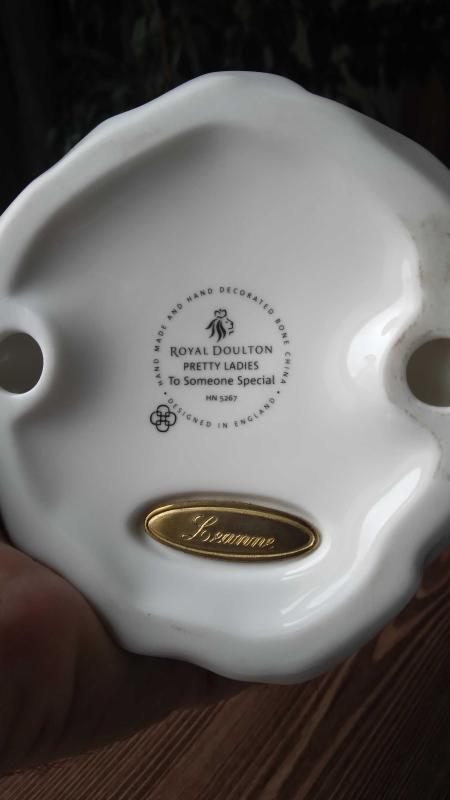 HAND MADE AND HAND DECORATED BONE CHINA
ROYAL DOULTON
PRETTY LADIES
To Someone Special
HN 5267
• DESIGNED IN ENGLAND •
Leanne